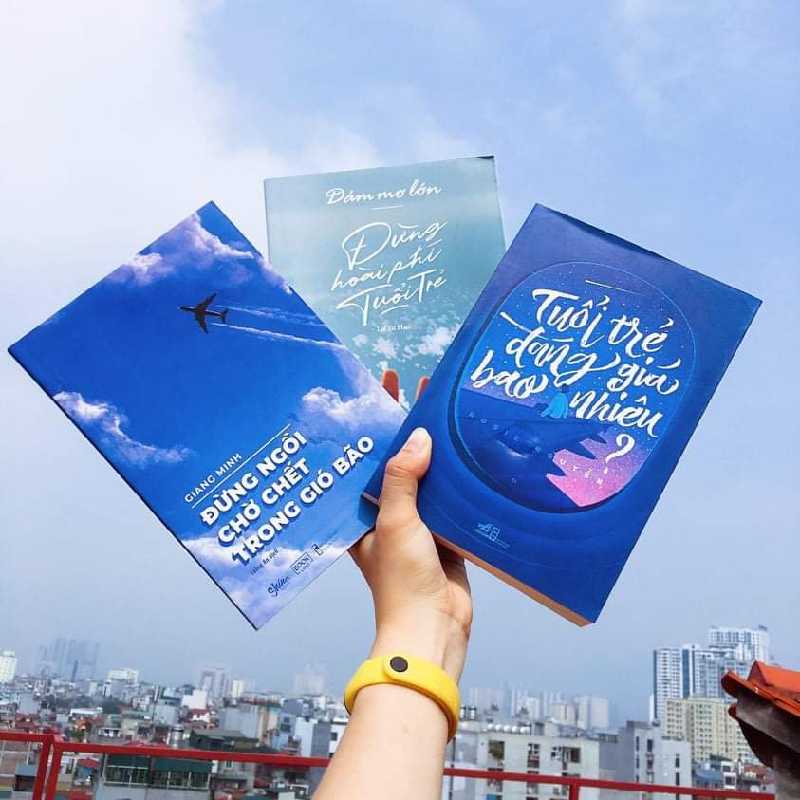 GIANG MINH
ĐỪNG NGỒI
CHỜ CHẾT
TRONG GIÓ BÃO
Skybooks
Dám mơ lớn
Đừng
hoài phí
Tuổi Trẻ
Tuổi trẻ
đáng giá
bao nhiêu
?